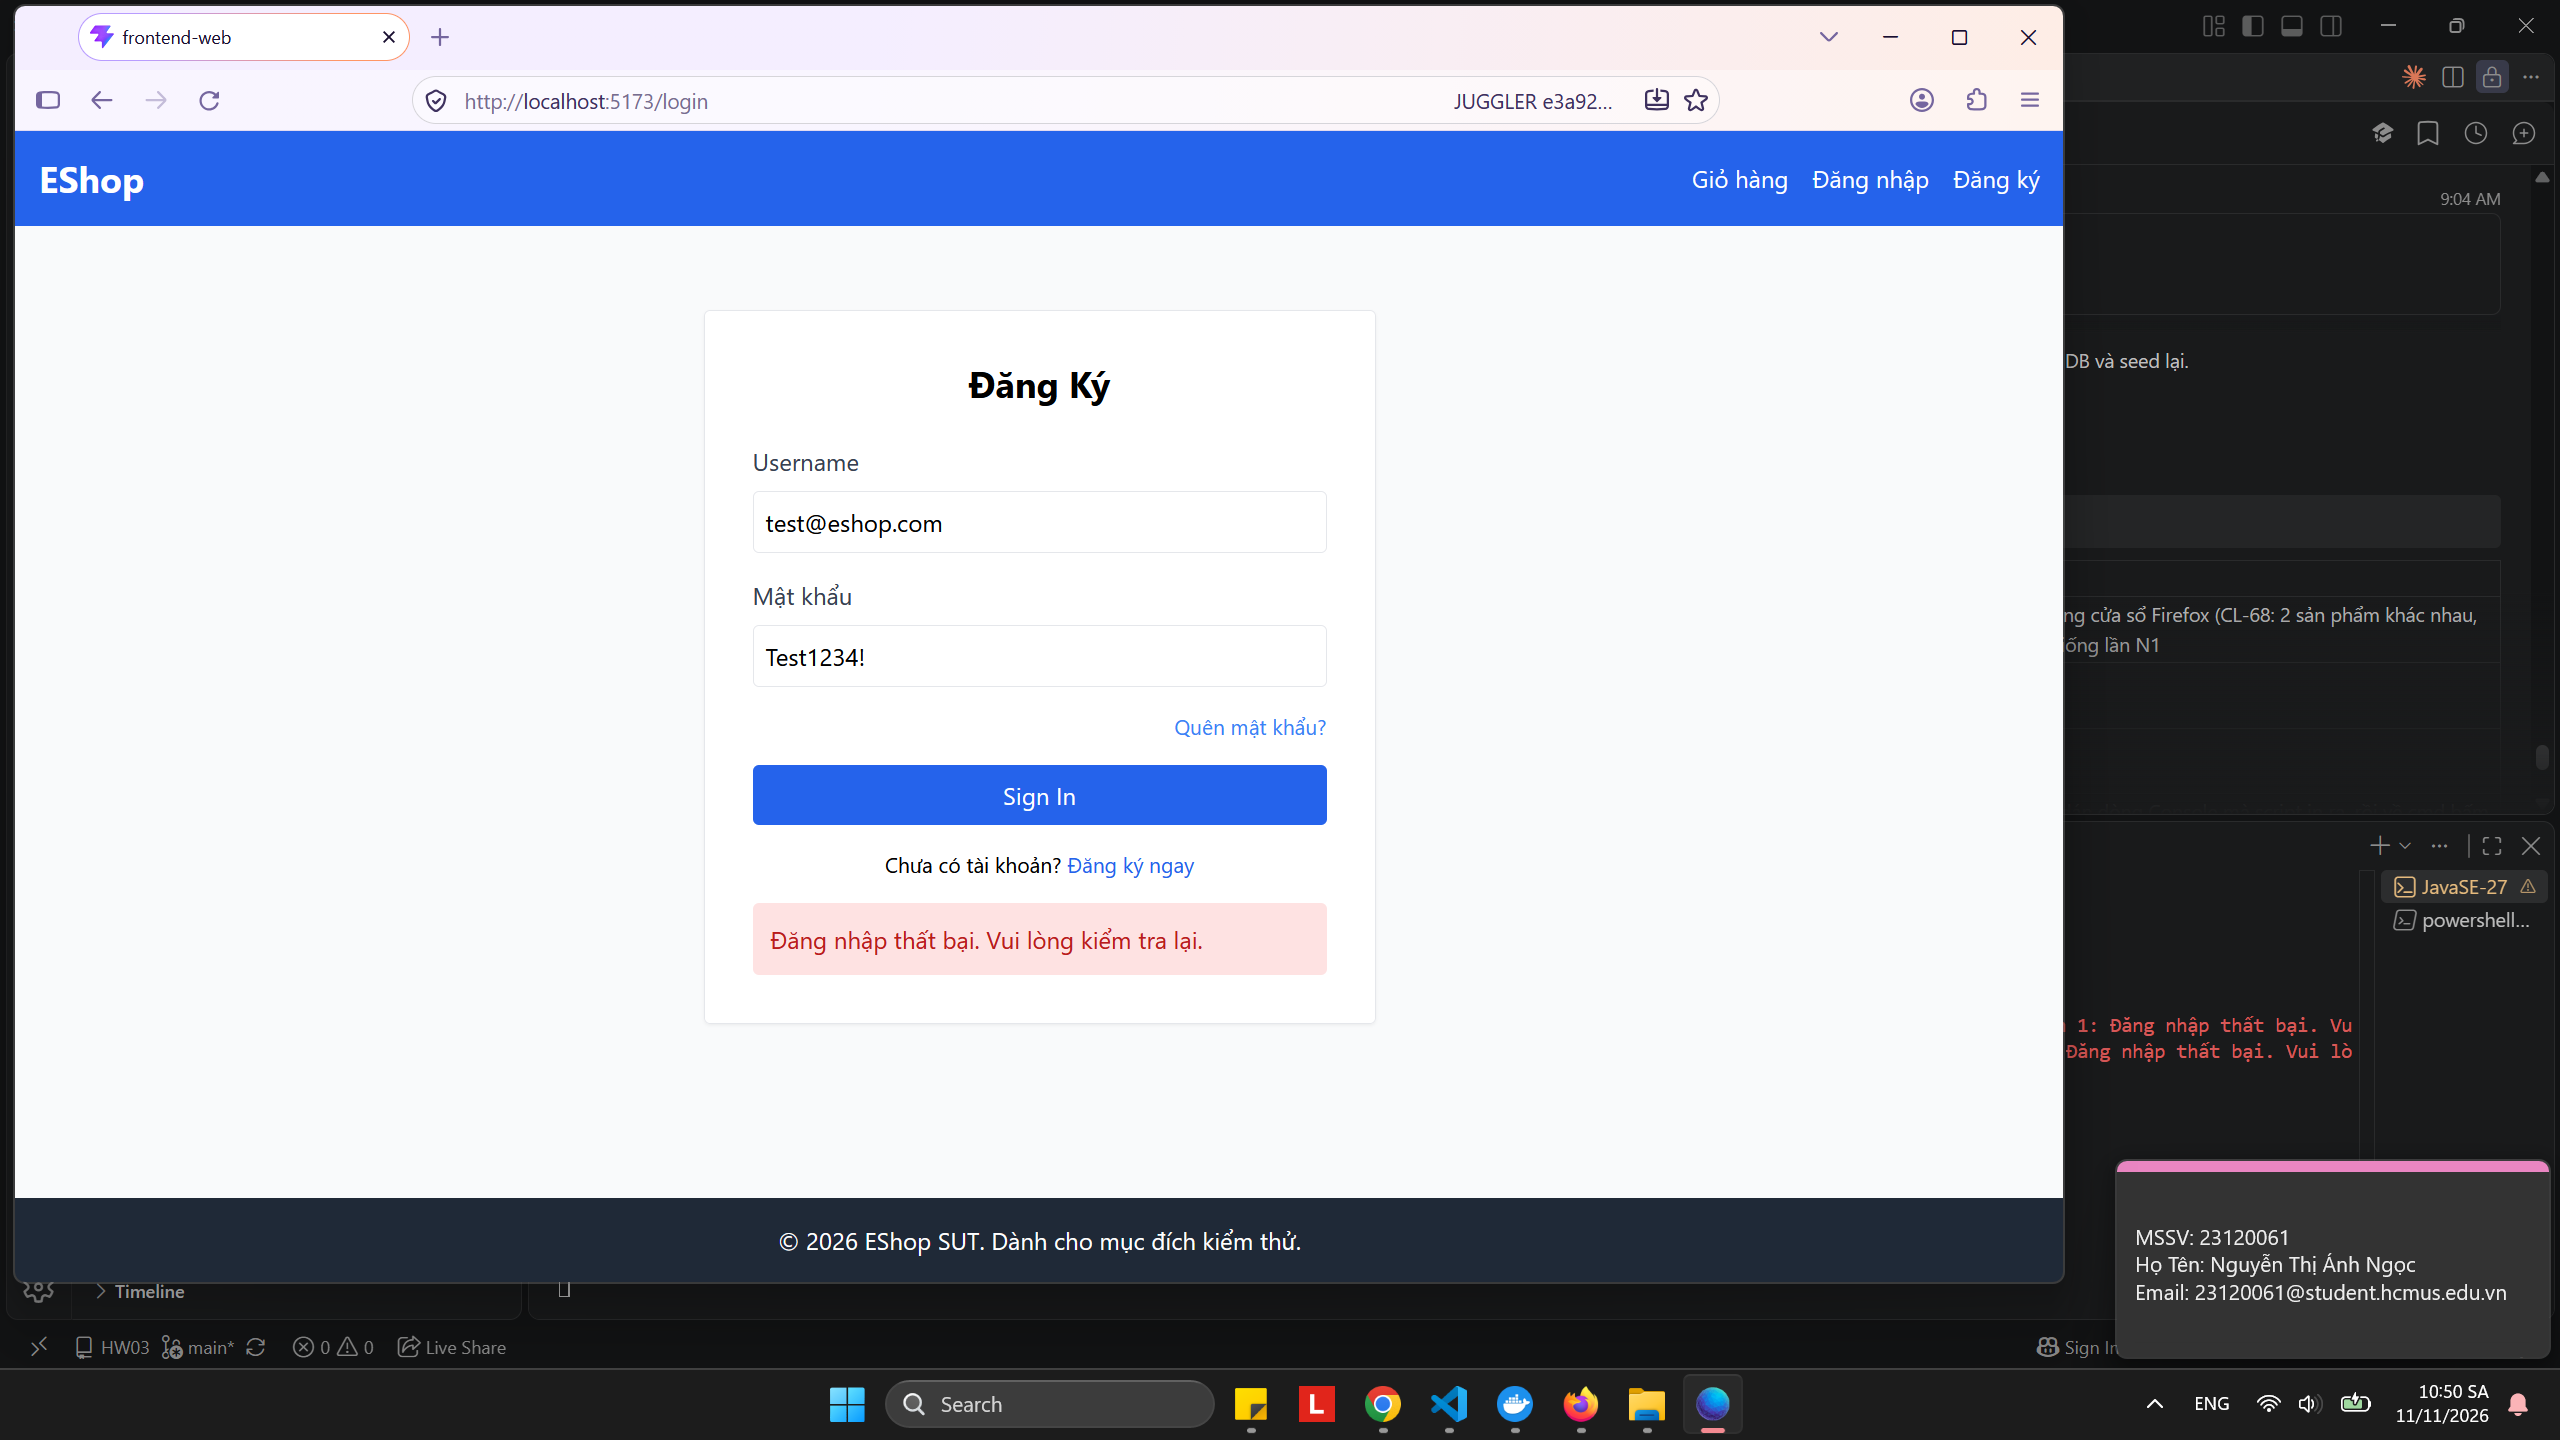 frontend-web
http://localhost:5173/login
JUGGLER e3a92...
EShop
Giỏ hàng
Đăng nhập
Đăng ký
9:04 AM
DB và seed lại.
Đăng Ký
Username
test@eshop.com
Mật khẩu
Test1234!
Quên mật khẩu?
Sign In
Chưa có tài khoản? Đăng ký ngay
Đăng nhập thất bại. Vui lòng kiểm tra lại.
ng cửa sổ Firefox (CL-68: 2 sản phẩm khác nhau,
iống lần N1
JavaSE-27
powershell...
1: Đăng nhập thất bại. Vu
Đăng nhập thất bại. Vui lò
© 2026 EShop SUT. Dành cho mục đích kiểm thử.
MSSV: 23120061
Họ Tên: Nguyễn Thị Ánh Ngọc
Email: 23120061@student.hcmus.edu.vn
Timeline
HW03
main*
0
0
Live Share
Sign In
Search
L
ENG
10:50 SA
11/11/2026